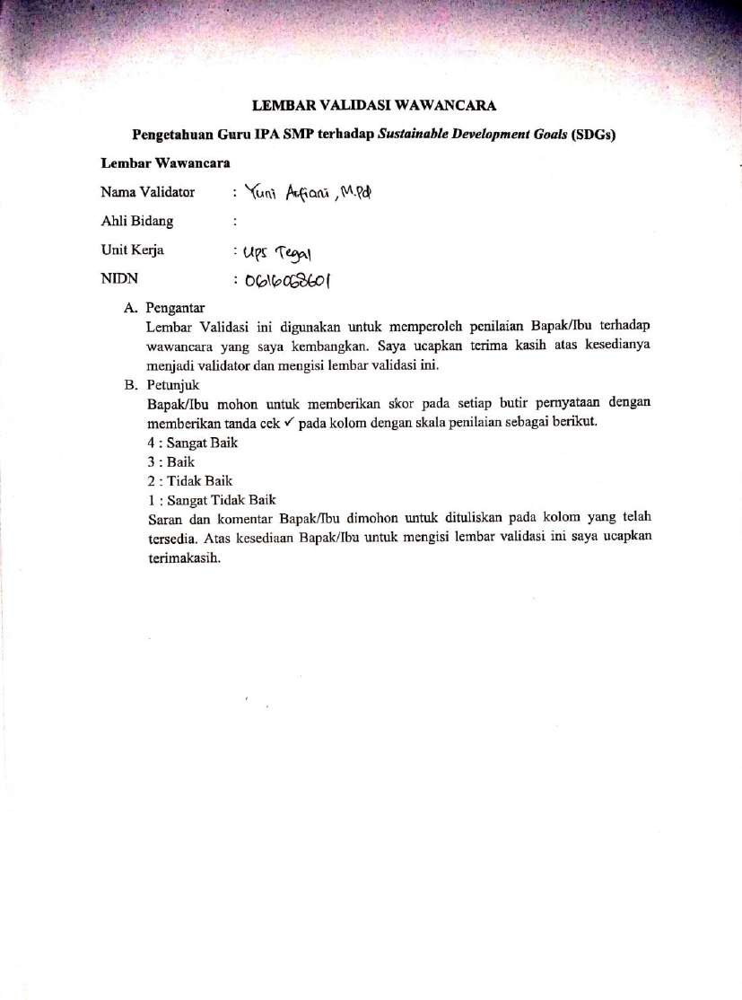 LEMBAR VALIDASI WAWANCARA
Pengetahuan Guru IPA SMP terhadap Sustainable Development Goals (SDGs)
Lembar Wawancara
Nama Validator : Yuni Arfiani, M.Pd
Ahli Bidang :
Unit Kerja : Ups Tegal
NIDN : 0616068601
A. Pengantar
Lembar Validasi ini digunakan untuk memperoleh penilaian Bapak/Ibu terhadap
wawancara yang saya kembangkan. Saya ucapkan terima kasih atas kesedianya
menjadi validator dan mengisi lembar validasi ini.
B. Petunjuk
Bapak/Ibu mohon untuk memberikan skor pada setiap butir pernyataan dengan
memberikan tanda cek ✓ pada kolom dengan skala penilaian sebagai berikut.
4 : Sangat Baik
3 : Baik
2 : Tidak Baik
1 : Sangat Tidak Baik
Saran dan komentar Bapak/Ibu dimohon untuk dituliskan pada kolom yang telah
tersedia. Atas kesediaan Bapak/Ibu untuk mengisi lembar validasi ini saya ucapkan
terimakasih.